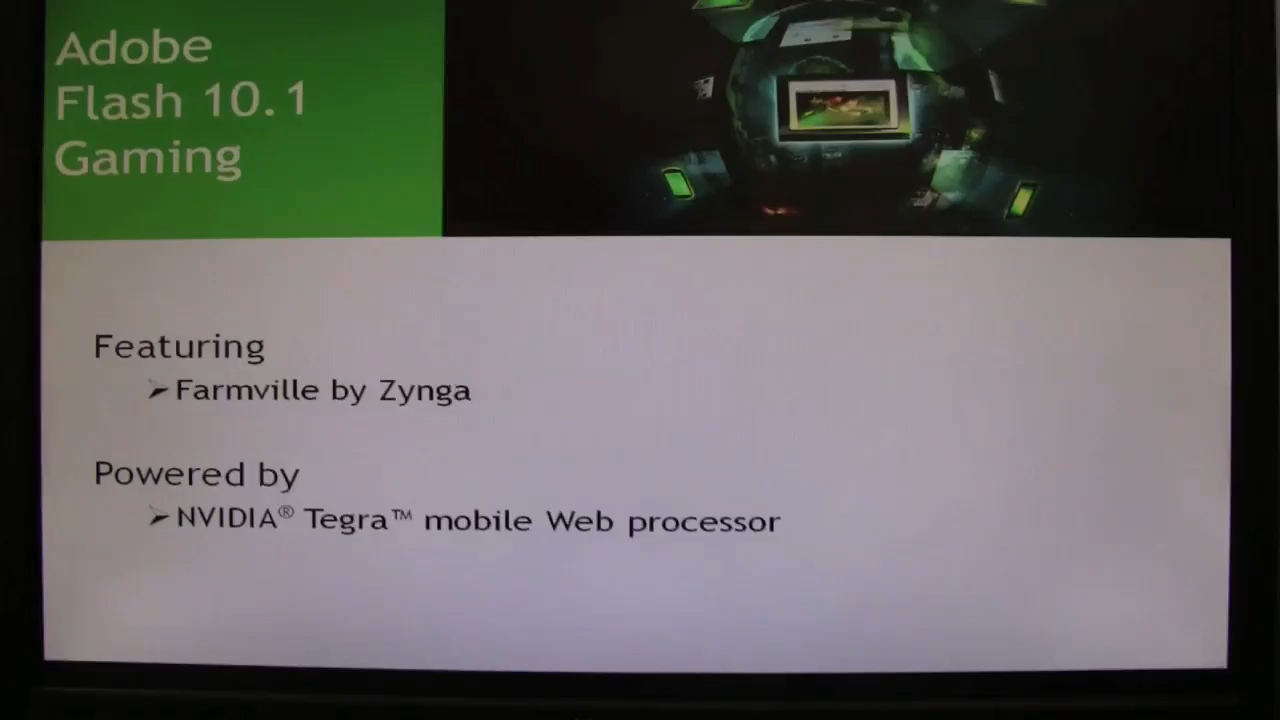 Adobe
Flash 10.1
Gaming
Featuring
➢Farmville by Zynga
Powered by
➢NVIDIA® Tegra™ mobile Web processor